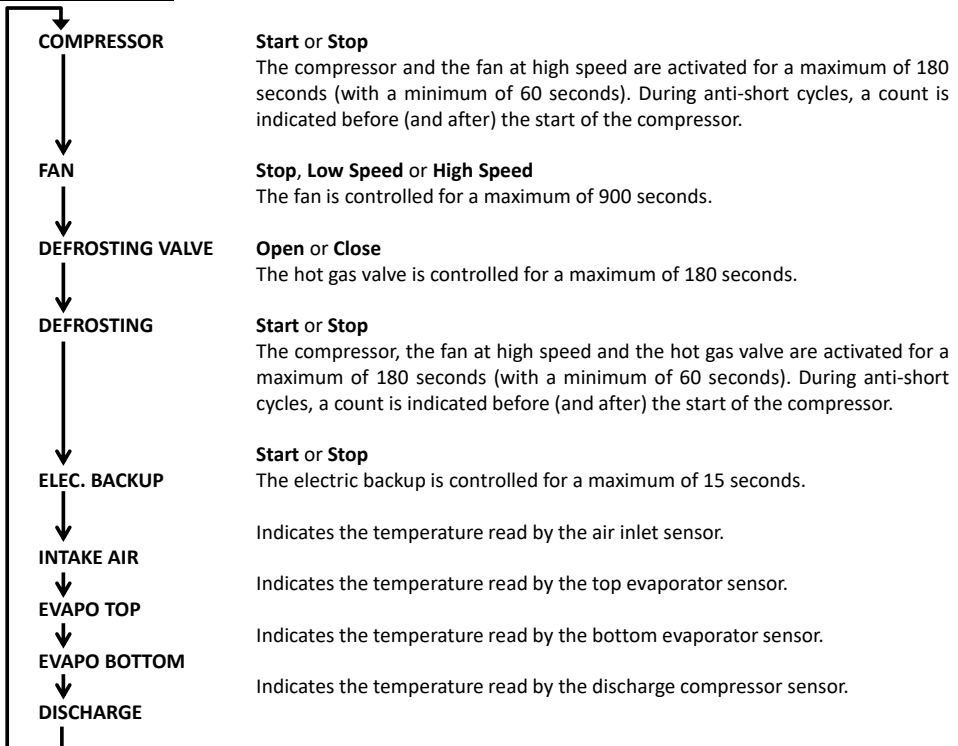 COMPRESSOR Start or Stop
The compressor and the fan at high speed are activated for a maximum of 180
seconds (with a minimum of 60 seconds). During anti-short cycles, a count is
indicated before (and after) the start of the compressor.
FAN Stop, Low Speed or High Speed
The fan is controlled for a maximum of 900 seconds.
DEFROSTING VALVE Open or Close
The hot gas valve is controlled for a maximum of 180 seconds.
DEFROSTING Start or Stop
The compressor, the fan at high speed and the hot gas valve are activated for a
maximum of 180 seconds (with a minimum of 60 seconds). During anti-short
cycles, a count is indicated before (and after) the start of the compressor.
Start or Stop
ELEC. BACKUP The electric backup is controlled for a maximum of 15 seconds.
Indicates the temperature read by the air inlet sensor.
INTAKE AIR
Indicates the temperature read by the top evaporator sensor.
EVAPO TOP
Indicates the temperature read by the bottom evaporator sensor.
EVAPO BOTTOM
Indicates the temperature read by the discharge compressor sensor.
DISCHARGE